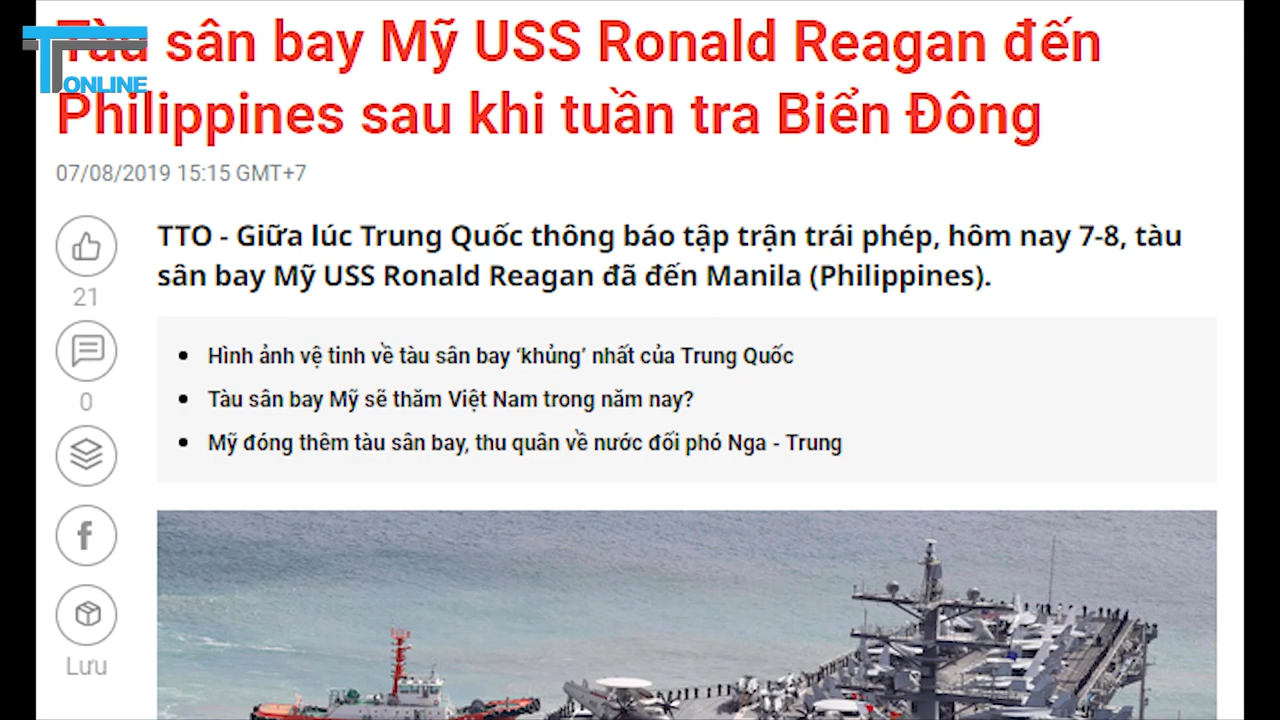 Tàu sân bay Mỹ USS Ronald Reagan đến
Philippines sau khi tuần tra Biển Đông
ONLINE
07/08/2019 15:15 GMT+7
TTO - Giữa lúc Trung Quốc thông báo tập trận trái phép, hôm nay 7-8, tàu
sân bay Mỹ USS Ronald Reagan đã đến Manila (Philippines).
21
0
• Hình ảnh vệ tinh về tàu sân bay ‘khủng’ nhất của Trung Quốc
• Tàu sân bay Mỹ sẽ thăm Việt Nam trong năm nay?
• Mỹ đóng thêm tàu sân bay, thu quân về nước đối phó Nga - Trung
f
Lưu